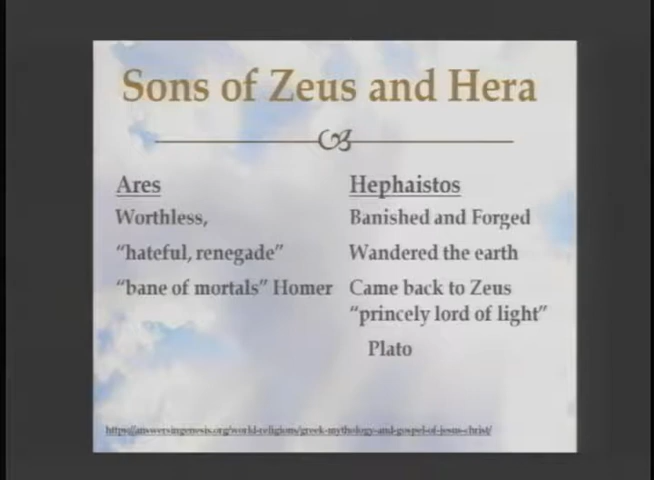 Sons of Zeus and Hera
Ares
Worthless,
“hateful, renegade”
“bane of mortals” Homer
Hephaistos
Banished and Forged
Wandered the earth
Came back to Zeus
“princely lord of light”
Plato
https://answersingenesis.org/world-religions/greek-mythology-and-gospel-of-jesus-christ/